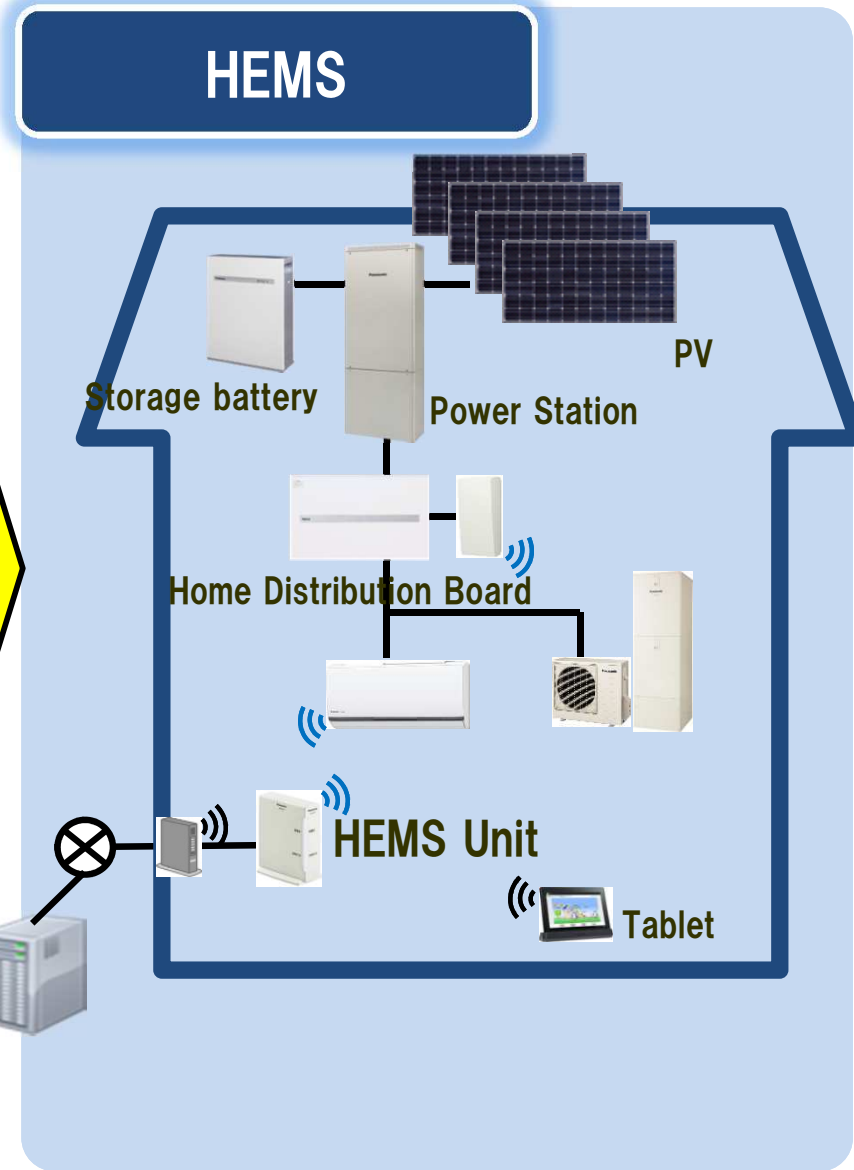 HEMS
PV
Storage battery
Power Station
Home Distribution Board
HEMS Unit
Tablet